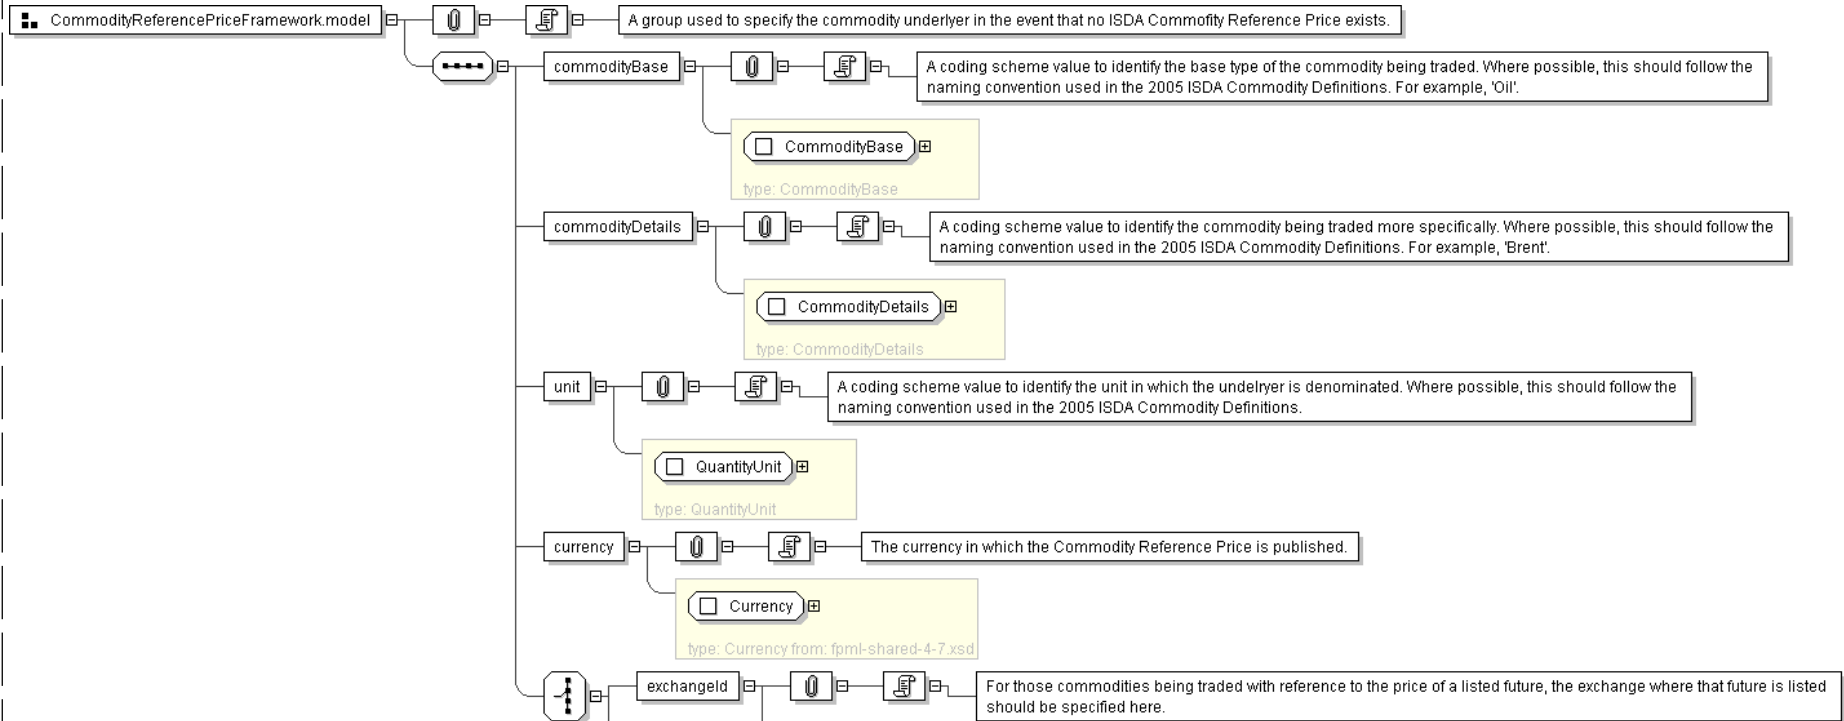 CommodityReferencePriceFramework.model
A group used to specify the commodity underlyer in the event that no ISDA Commofity Reference Price exists.
commodityBase
A coding scheme value to identify the base type of the commodity being traded. Where possible, this should follow the
naming convention used in the 2005 ISDA Commodity Definitions. For example, 'Oil'.
CommodityBase
type: CommodityBase
commodityDetails
A coding scheme value to identify the commodity being traded more specifically. Where possible, this should follow the
naming convention used in the 2005 ISDA Commodity Definitions. For example, 'Brent'.
CommodityDetails
type: CommodityDetails
unit
A coding scheme value to identify the unit in which the undelryer is denominated. Where possible, this should follow the
naming convention used in the 2005 ISDA Commodity Definitions.
QuantityUnit
type: QuantityUnit
currency
The currency in which the Commodity Reference Price is published.
Currency
type: Currency from: fpml-shared-4-7.xsd
exchangeId
For those commodities being traded with reference to the price of a listed future, the exchange where that future is listed
should be specified here.